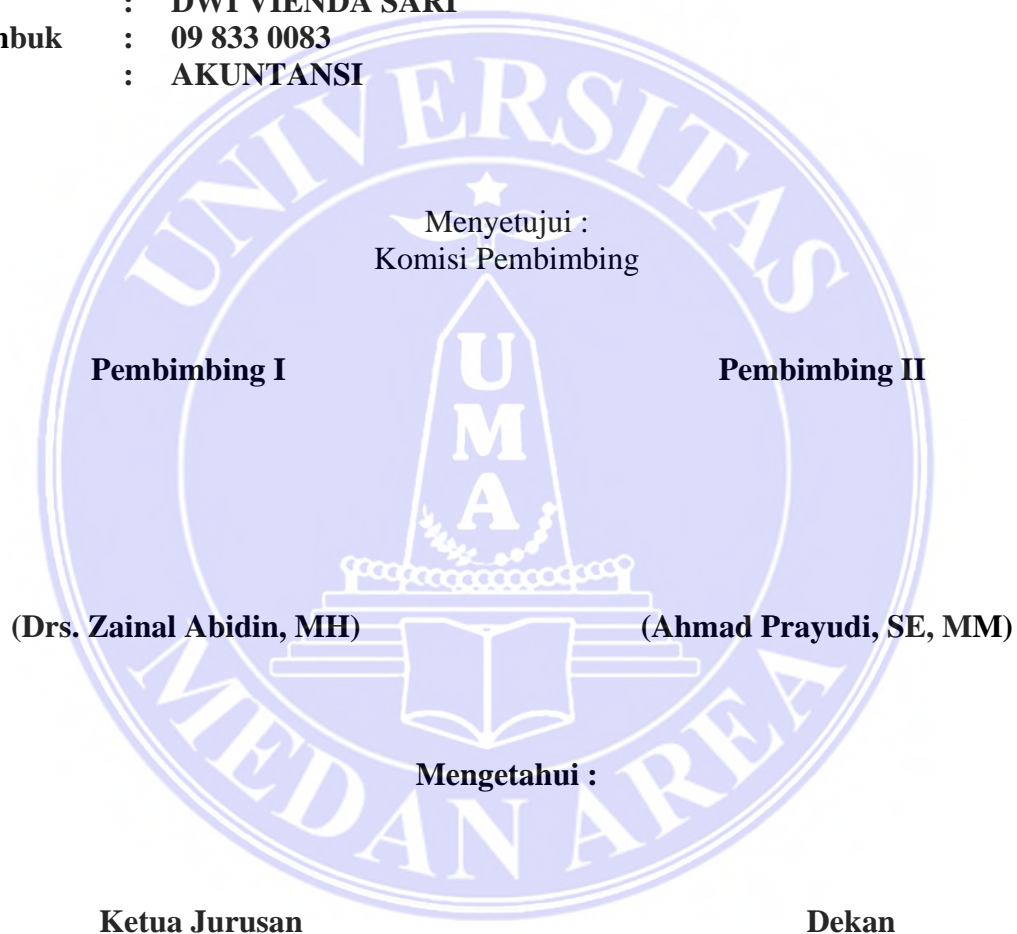 : DWI VIENDA SARI
mbuk : 09 833 0083
: AKUNTANSI
UNIVERSITAS
Menyetujui :
Komisi Pembimbing
Pembimbing I Pembimbing II
U
M
A
(Drs. Zainal Abidin, MH) (Ahmad Prayudi, SE, MM)
MEDAN AREA
Mengetahui :
Ketua Jurusan Dekan